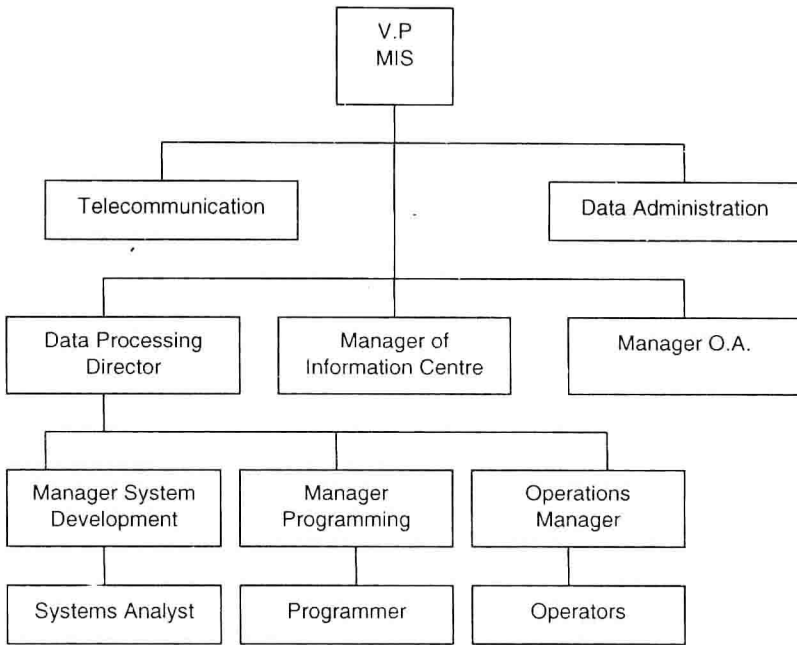 V.P
MIS
Telecommunication
Data Administration
Data Processing
Director
Manager of
Information Centre
Manager O.A.
Manager System
Development
Manager
Programming
Operations
Manager
Systems Analyst
Programmer
Operators